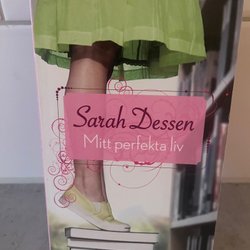 Sarah Dessen
Mitt perfekta liv